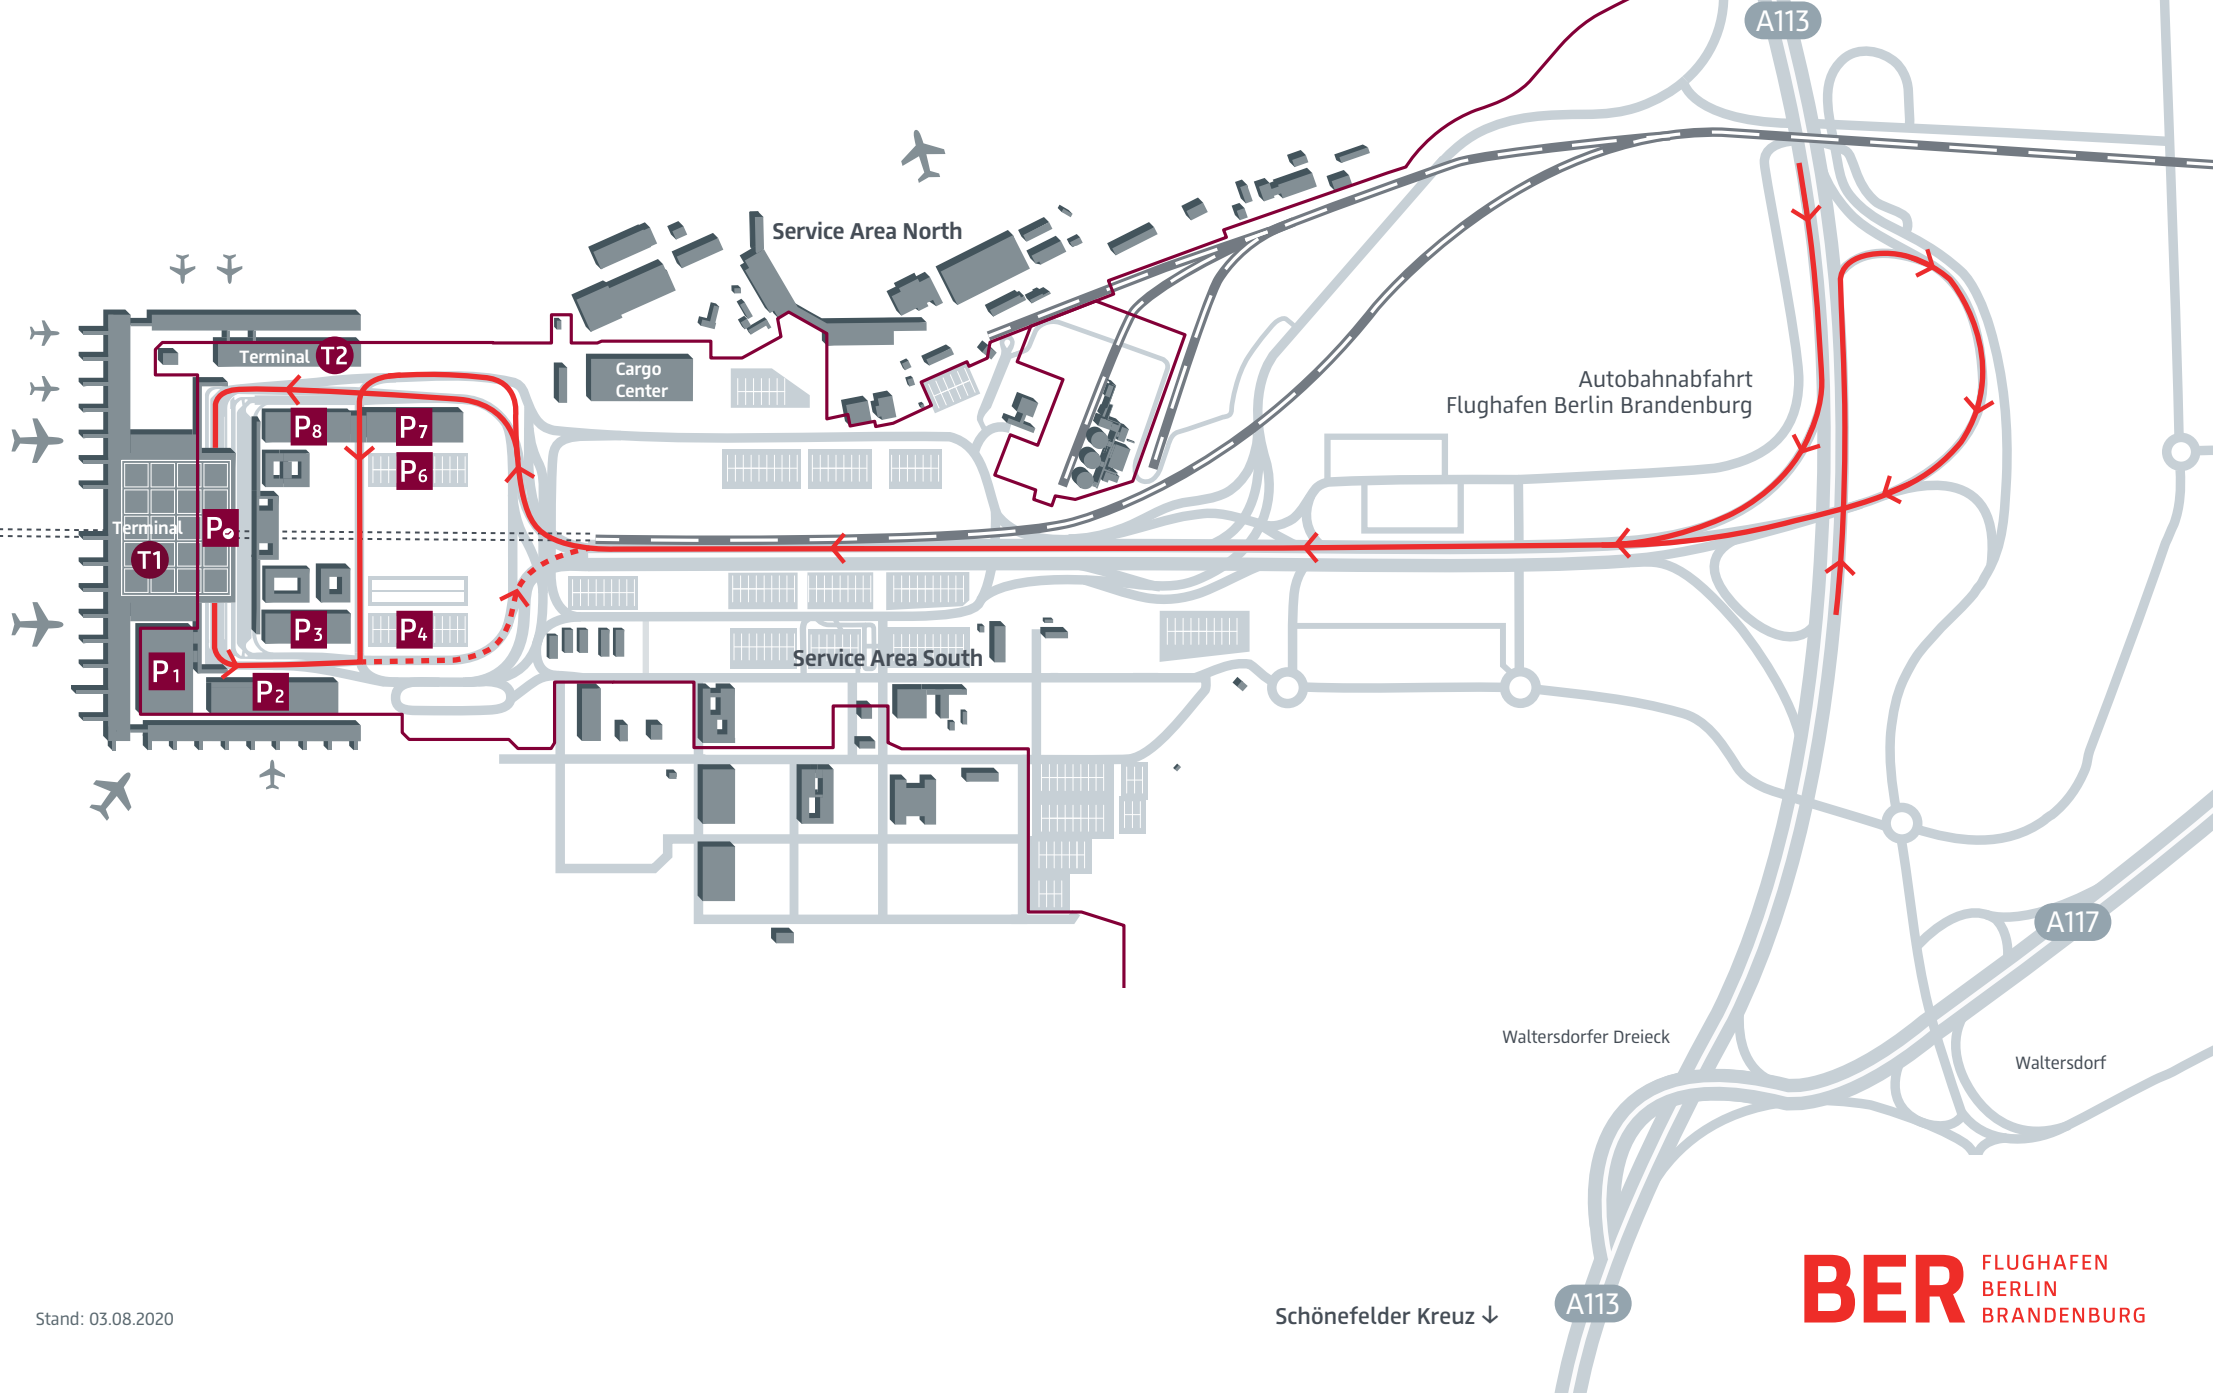 A113
Service Area North
Terminal T2
Cargo
Center
Autobahnabfahrt
Flughafen Berlin Brandenburg
P8
P7
P6
Terminal
P
T1
P3
P4
Service Area South
P1
P2
A117
Waltersdorfer Dreieck
Waltersdorf
Stand: 03.08.2020
Schönefelder Kreuz ↓
A113
BER
FLUGHAFEN
BERLIN
BRANDENBURG